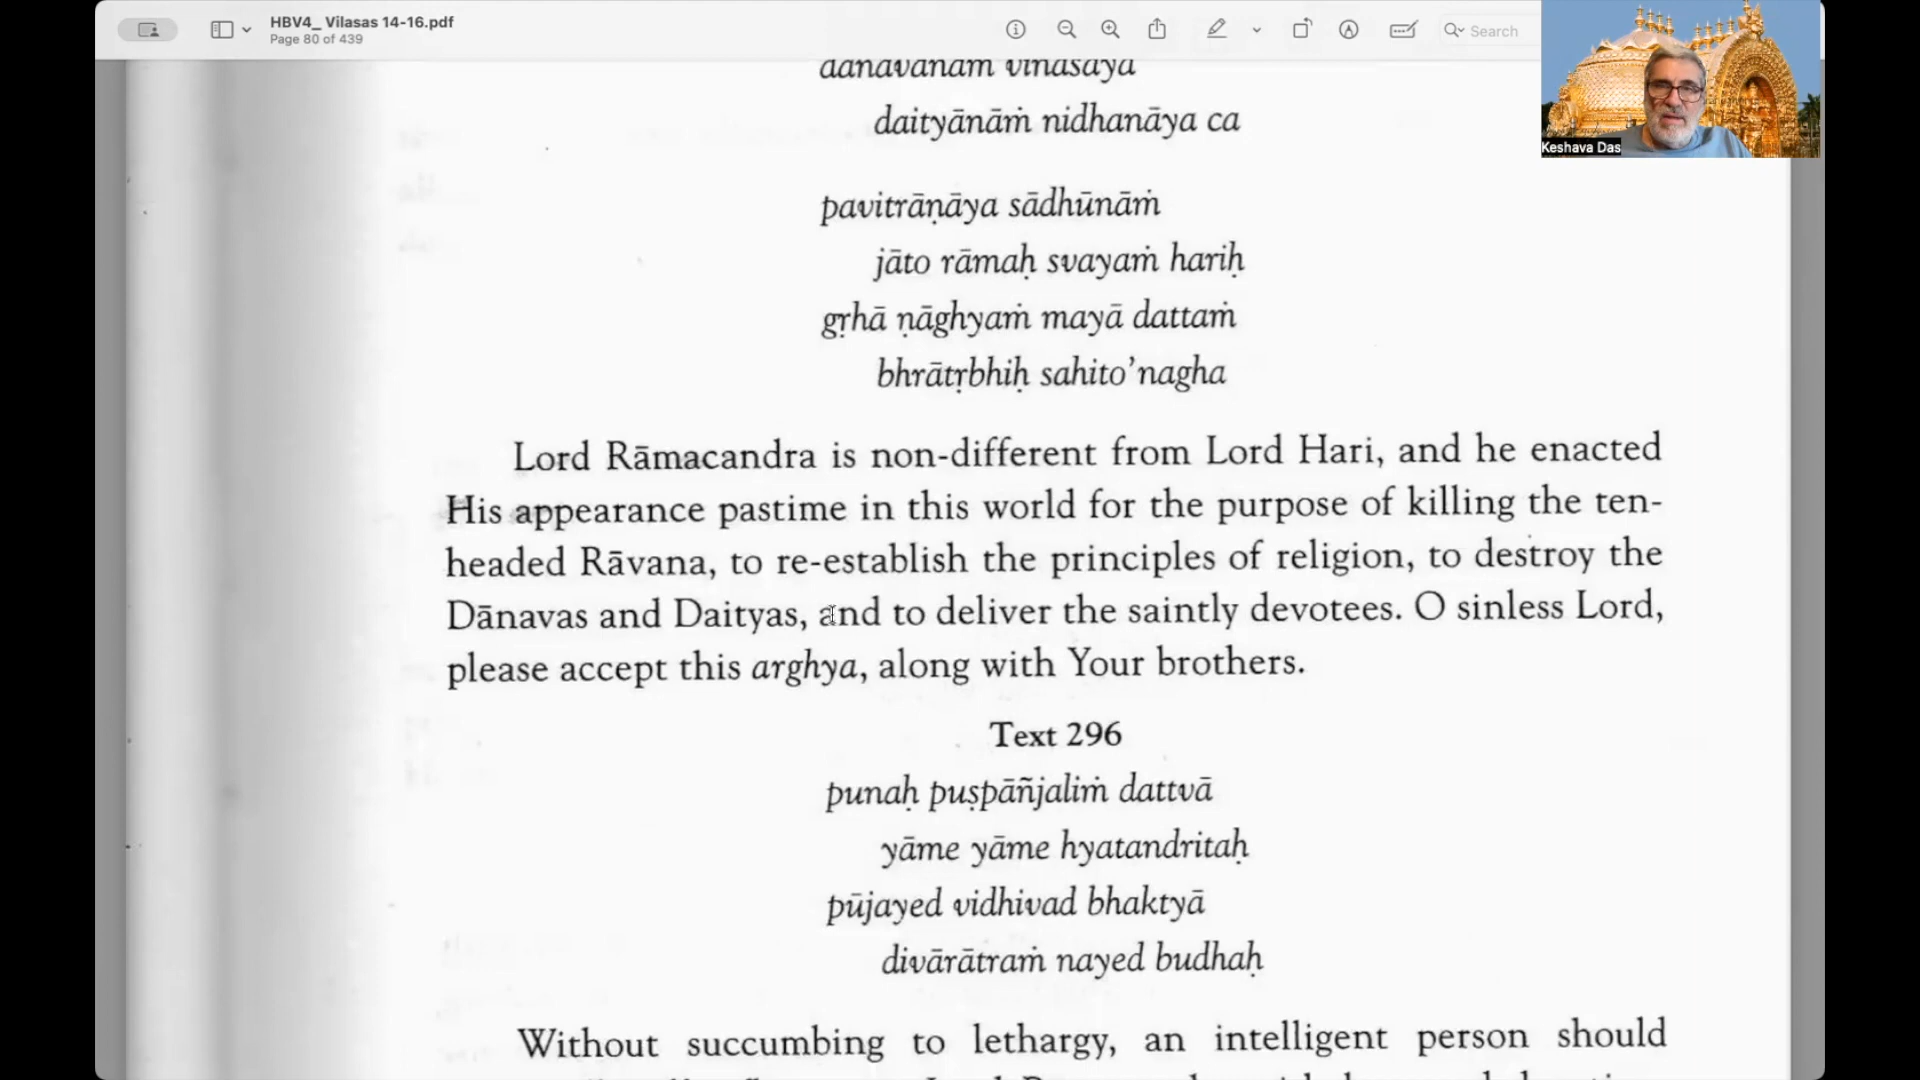 HBV4_ Vilasas 14-16.pdf
Page 80 of 439
Search
Keshava Das
dānavānāṁ vināśāya
daityānāṁ nidhanāya ca
pavitrāṇāya sādhūnāṁ
jāto rāmaḥ svayaṁ hariḥ
gṛhā ṇāghyaṁ mayā dattaṁ
bhrātṛbhiḥ sahito'nagha
Lord Rāmacandra is non-different from Lord Hari, and he enacted
His appearance pastime in this world for the purpose of killing the ten-
headed Rāvana, to re-establish the principles of religion, to destroy the
Dānavas and Daityas, and to deliver the saintly devotees. O sinless Lord,
please accept this arghya, along with Your brothers.
Text 296
punaḥ puṣpāñjaliṁ dattvā
yāme yāme hyatandritaḥ
pūjayed vidhivad bhaktyā
divārātraṁ nayed budhaḥ
Without succumbing to lethargy, an intelligent person should